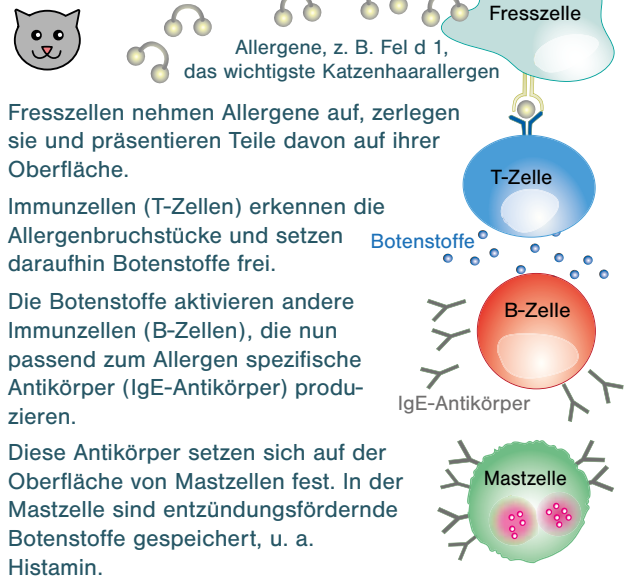 Fresszelle
Allergene, z. B. Fel d 1,
das wichtigste Katzenhaarallergen
Fresszellen nehmen Allergene auf, zerlegen
sie und präsentieren Teile davon auf ihrer
Oberfläche.
T-Zelle
Immunzellen (T-Zellen) erkennen die
Allergenbruchstücke und setzen
daraufhin Botenstoffe frei.
Botenstoffe
Die Botenstoffe aktivieren andere
Immunzellen (B-Zellen), die nun
passend zum Allergen spezifische
Antikörper (IgE-Antikörper) produ-
zieren.
B-Zelle
IgE-Antikörper
Diese Antikörper setzen sich auf der
Oberfläche von Mastzellen fest. In der
Mastzelle sind entzündungsfördernde
Botenstoffe gespeichert, u. a.
Histamin.
Mastzelle